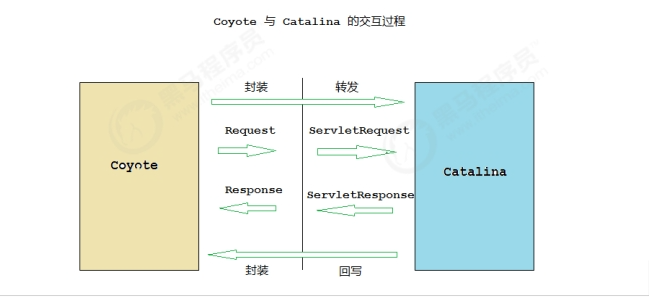 Coyote 与 Catalina 的交互过程
封装 转发
Request ServletRequest
Coyote
Catalina
Response ServletResponse
封装 回写